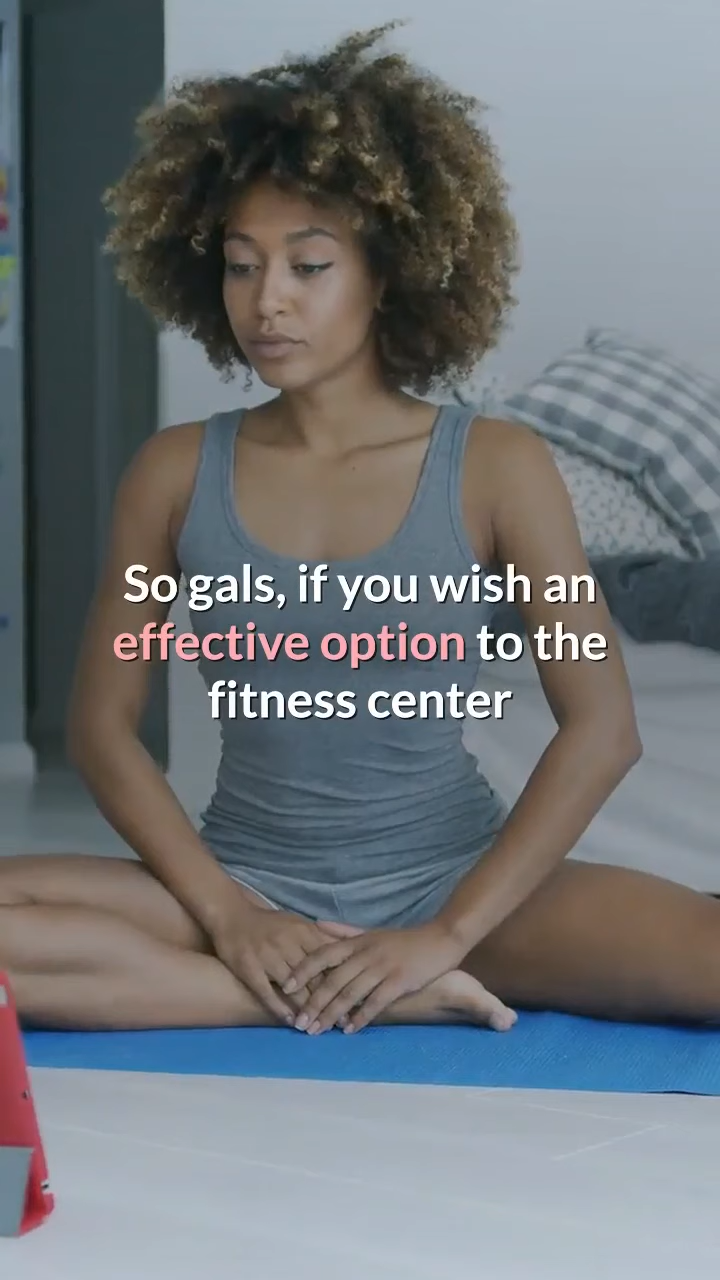 So gals, if you wish an
effective option to the
fitness center